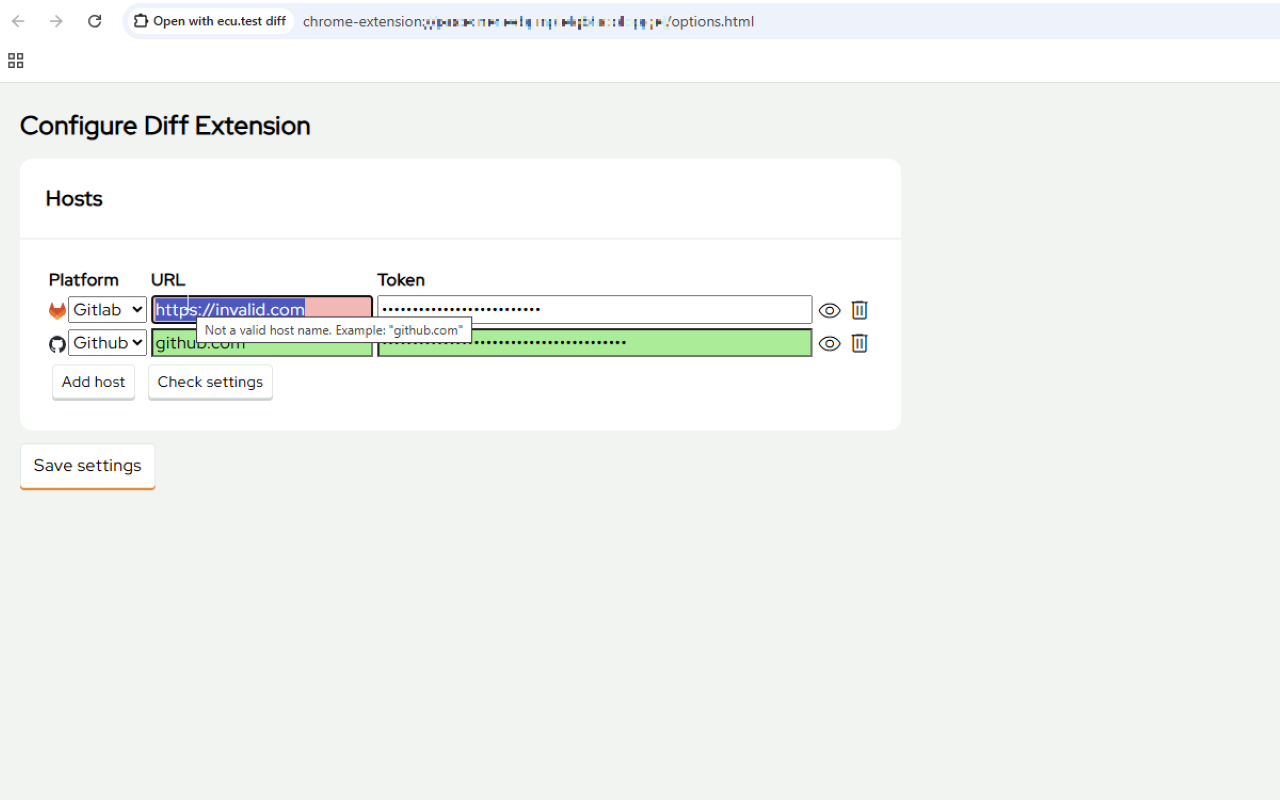 Open with ecu.test diff chrome-extension: /options.html
Configure Diff Extension
Hosts
Platform URL Token
Gitlab https://invalid.com ••••••••••••••••••••••••••
Not a valid host name. Example: "github.com"
Github github.com
Add host Check settings
Save settings